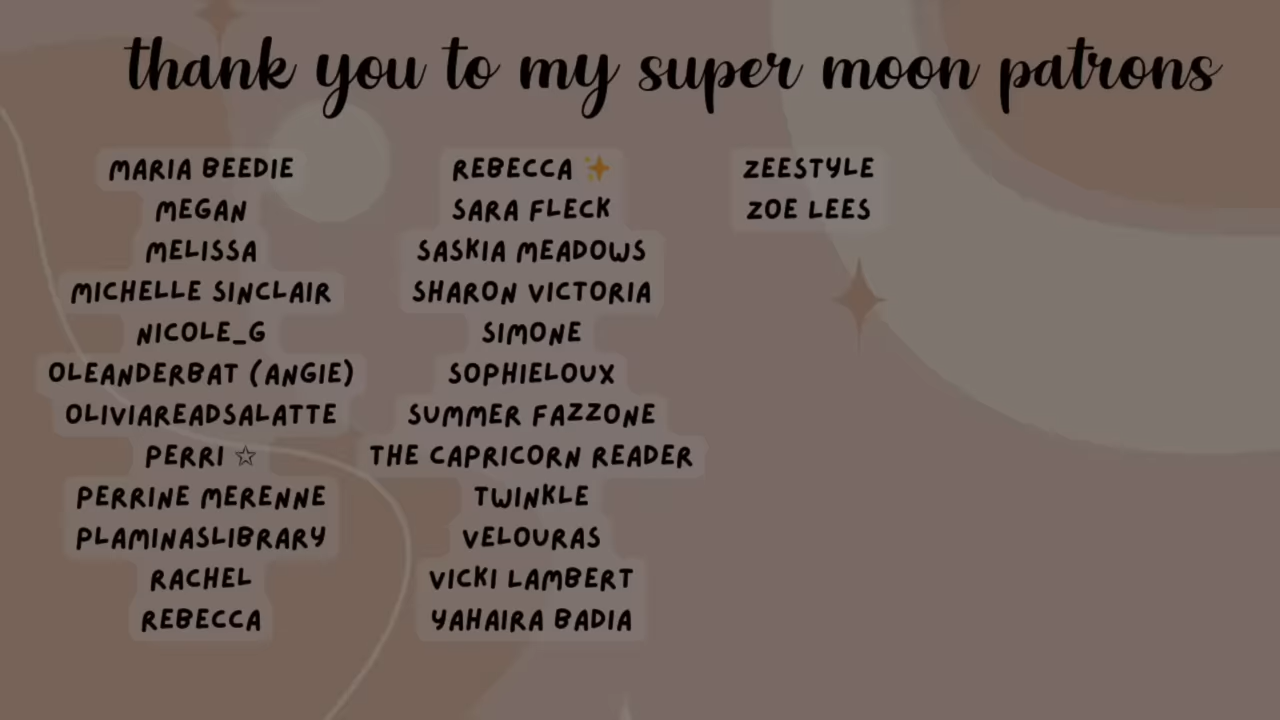 thank you to my super moon patrons
MARIA BEEDIE
MEGAN
MELISSA
MICHELLE SINCLAIR
NICOLE_G
OLEANDERBAT (ANGIE)
OLIVIAREADSALATTE
PERRI ☆
PERRINE MERENNE
PLAMINASLIBRARY
RACHEL
REBECCA
REBECCA ✨
SARA FLECK
SASKIA MEADOWS
SHARON VICTORIA
SIMONE
SOPHIELOUX
SUMMER FAZZONE
THE CAPRICORN READER
TWINKLE
VELOURAS
VICKI LAMBERT
YAHAIRA BADIA
ZEESTYLE
ZOE LEES